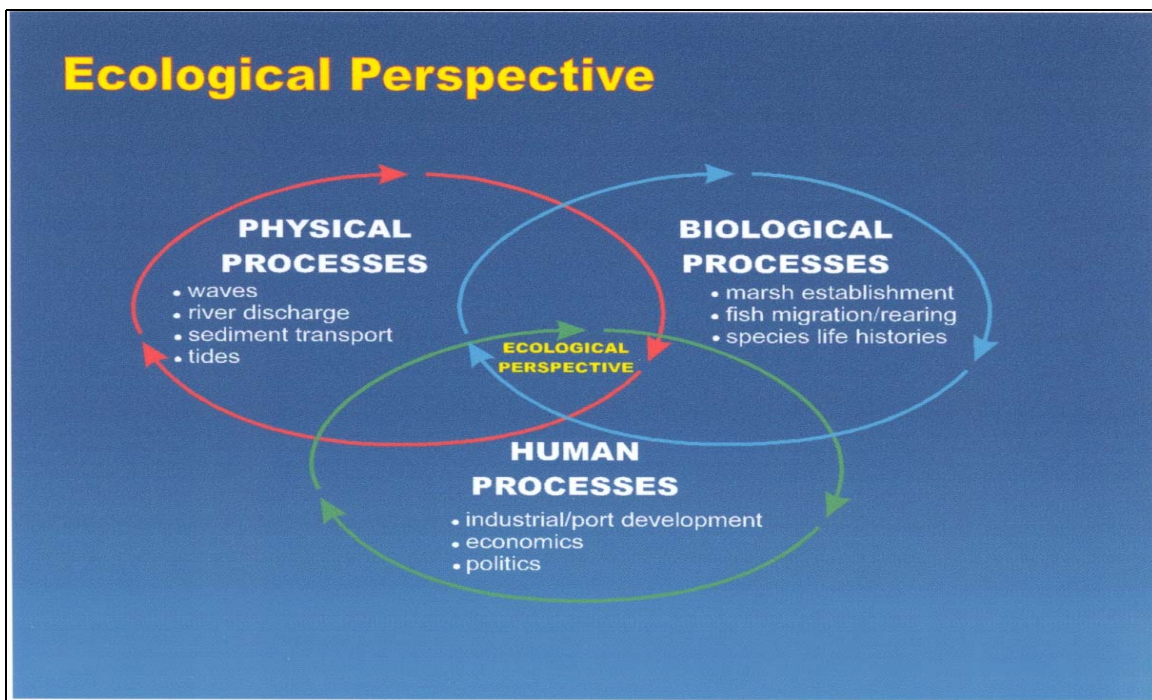 Ecological Perspective
PHYSICAL
PROCESSES
• waves
• river discharge
• sediment transport
• tides
BIOLOGICAL
PROCESSES
• marsh establishment
• fish migration/rearing
• species life histories
ECOLOGICAL
PERSPECTIVE
HUMAN
PROCESSES
• industrial/port development
• economics
• politics